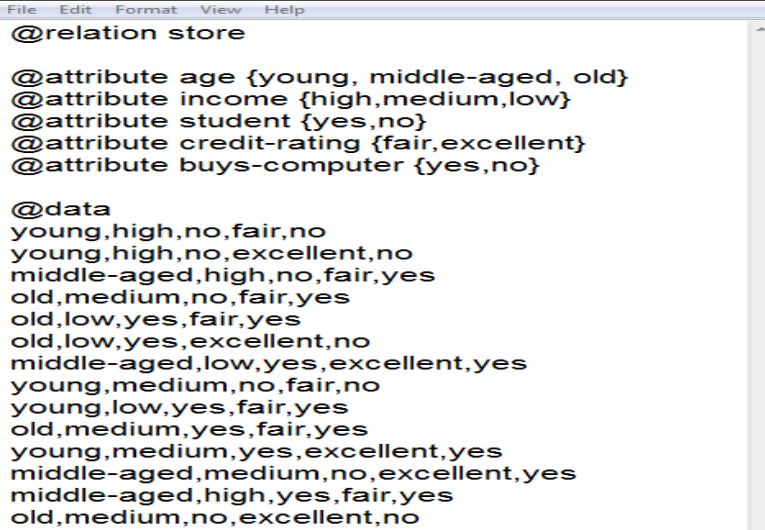 File Edit Format View Help
@relation store
@attribute age {young, middle-aged, old}
@attribute income {high,medium,low}
@attribute student {yes,no}
@attribute credit-rating {fair,excellent}
@attribute buys-computer {yes,no}
@data
young,high,no,fair,no
young,high,no,excellent,no
middle-aged,high,no,fair,yes
old,medium,no,fair,yes
old,low,yes,fair,yes
old,low,yes,excellent,no
middle-aged,low,yes,excellent,yes
young,medium,no,fair,no
young,low,yes,fair,yes
old,medium,yes,fair,yes
young,medium,yes,excellent,yes
middle-aged,medium,no,excellent,yes
middle-aged,high,yes,fair,yes
old,medium,no,excellent,no